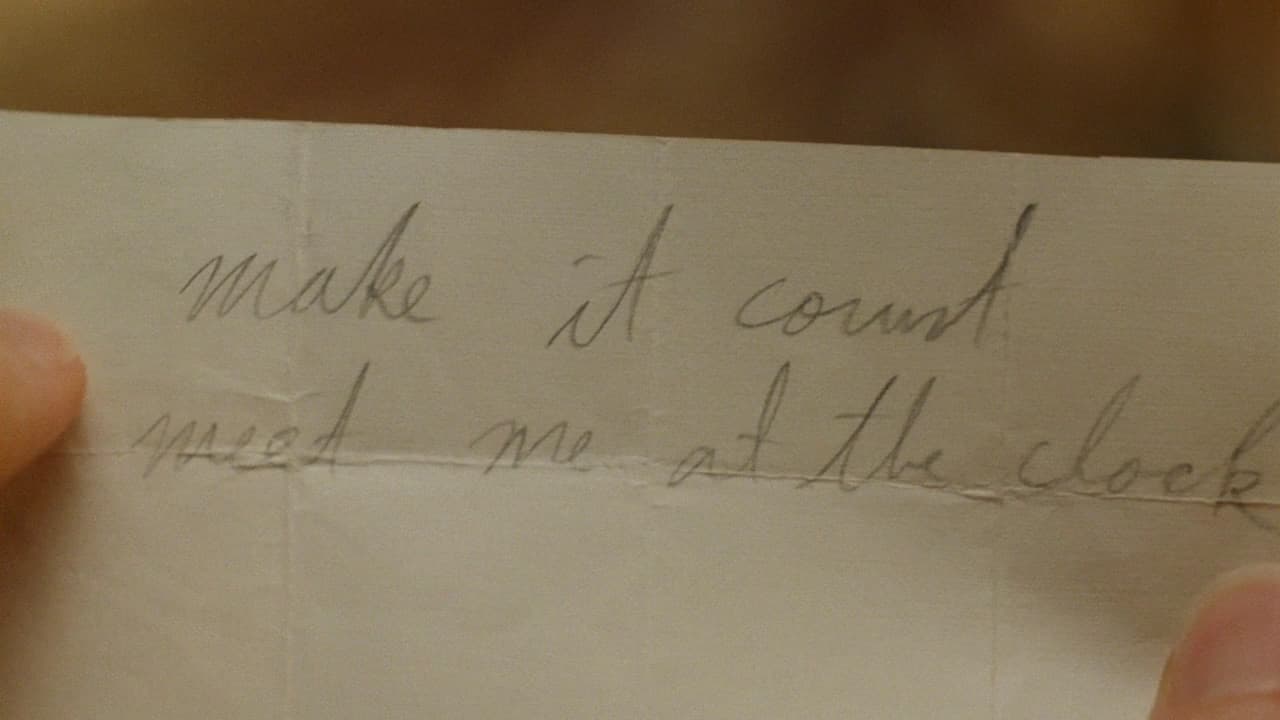 make it count
meet me at the clock